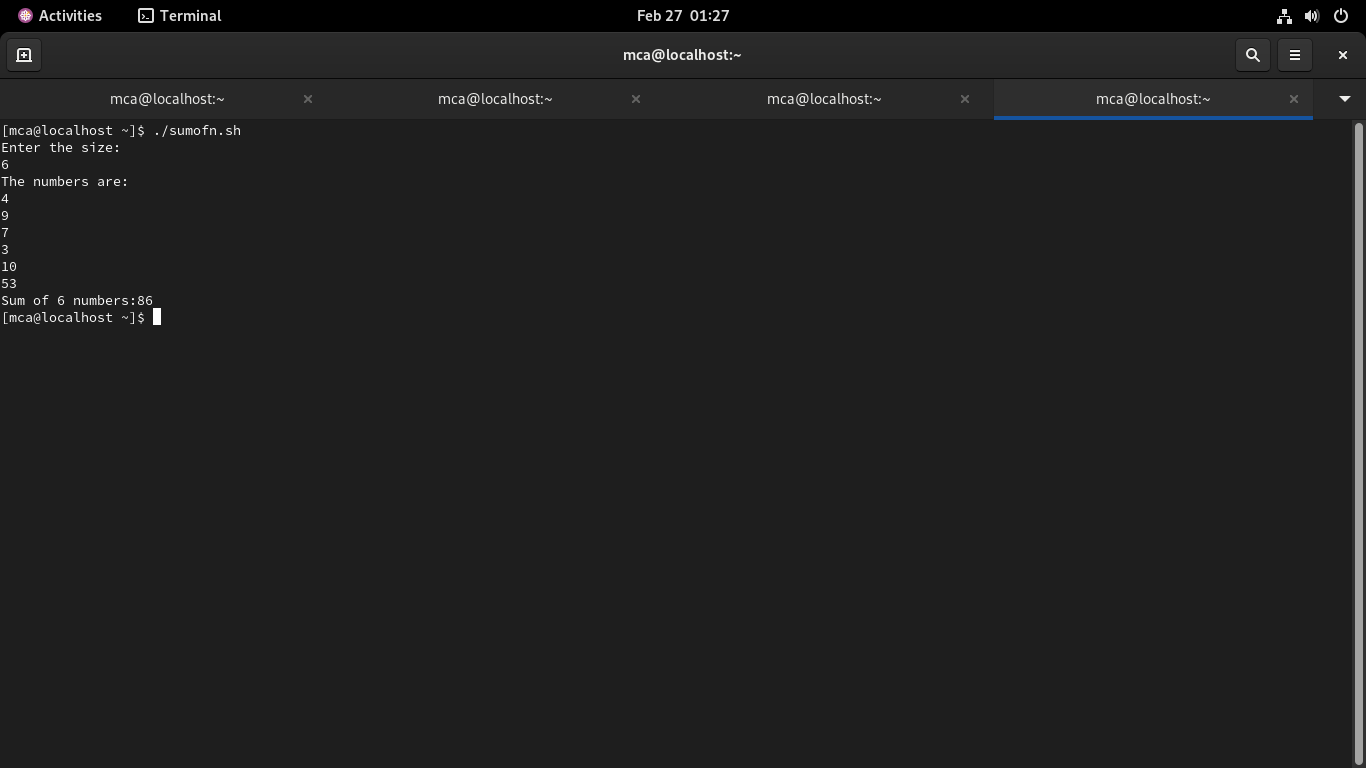 Activities Terminal Feb 27 01:27
mca@localhost:~
mca@localhost:~ mca@localhost:~ mca@localhost:~ mca@localhost:~
[mca@localhost ~]$ ./sumofn.sh
Enter the size:
6
The numbers are:
4
9
7
3
10
53
Sum of 6 numbers:86
[mca@localhost ~]$